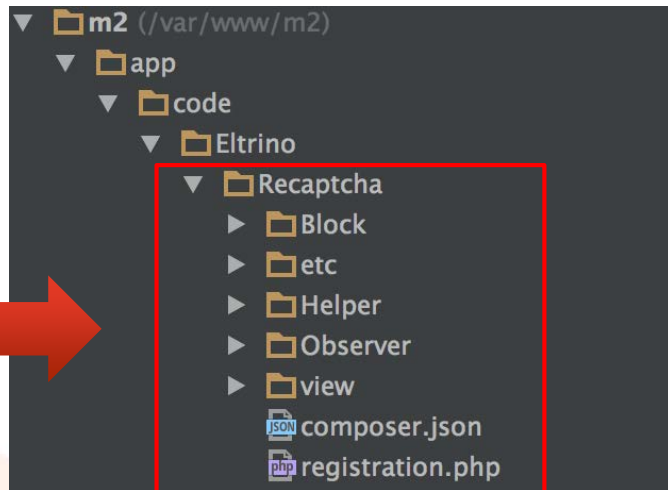 m2 (/var/www/m2)
app
code
Eltrino
Recaptcha
Block
etc
Helper
Observer
view
JSON composer.json
php registration.php